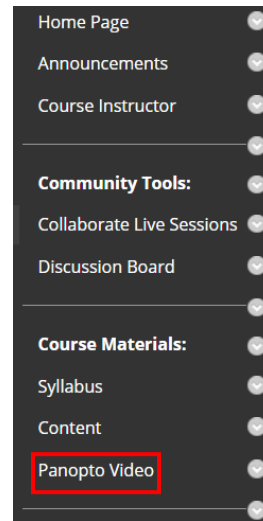 Home Page
Announcements
Course Instructor
Community Tools:
Collaborate Live Sessions
Discussion Board
Course Materials:
Syllabus
Content
Panopto Video